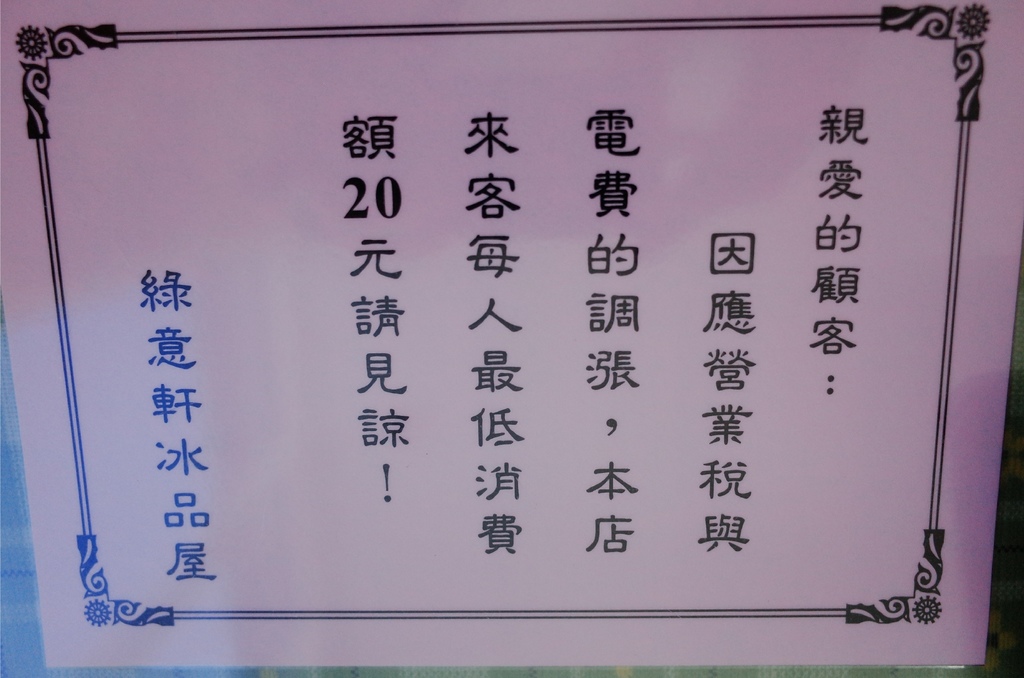 親愛的顧客：
因應營業稅與
電費的調漲，本店
來客每人最低消費
額20元請見諒！
綠意軒冰品屋